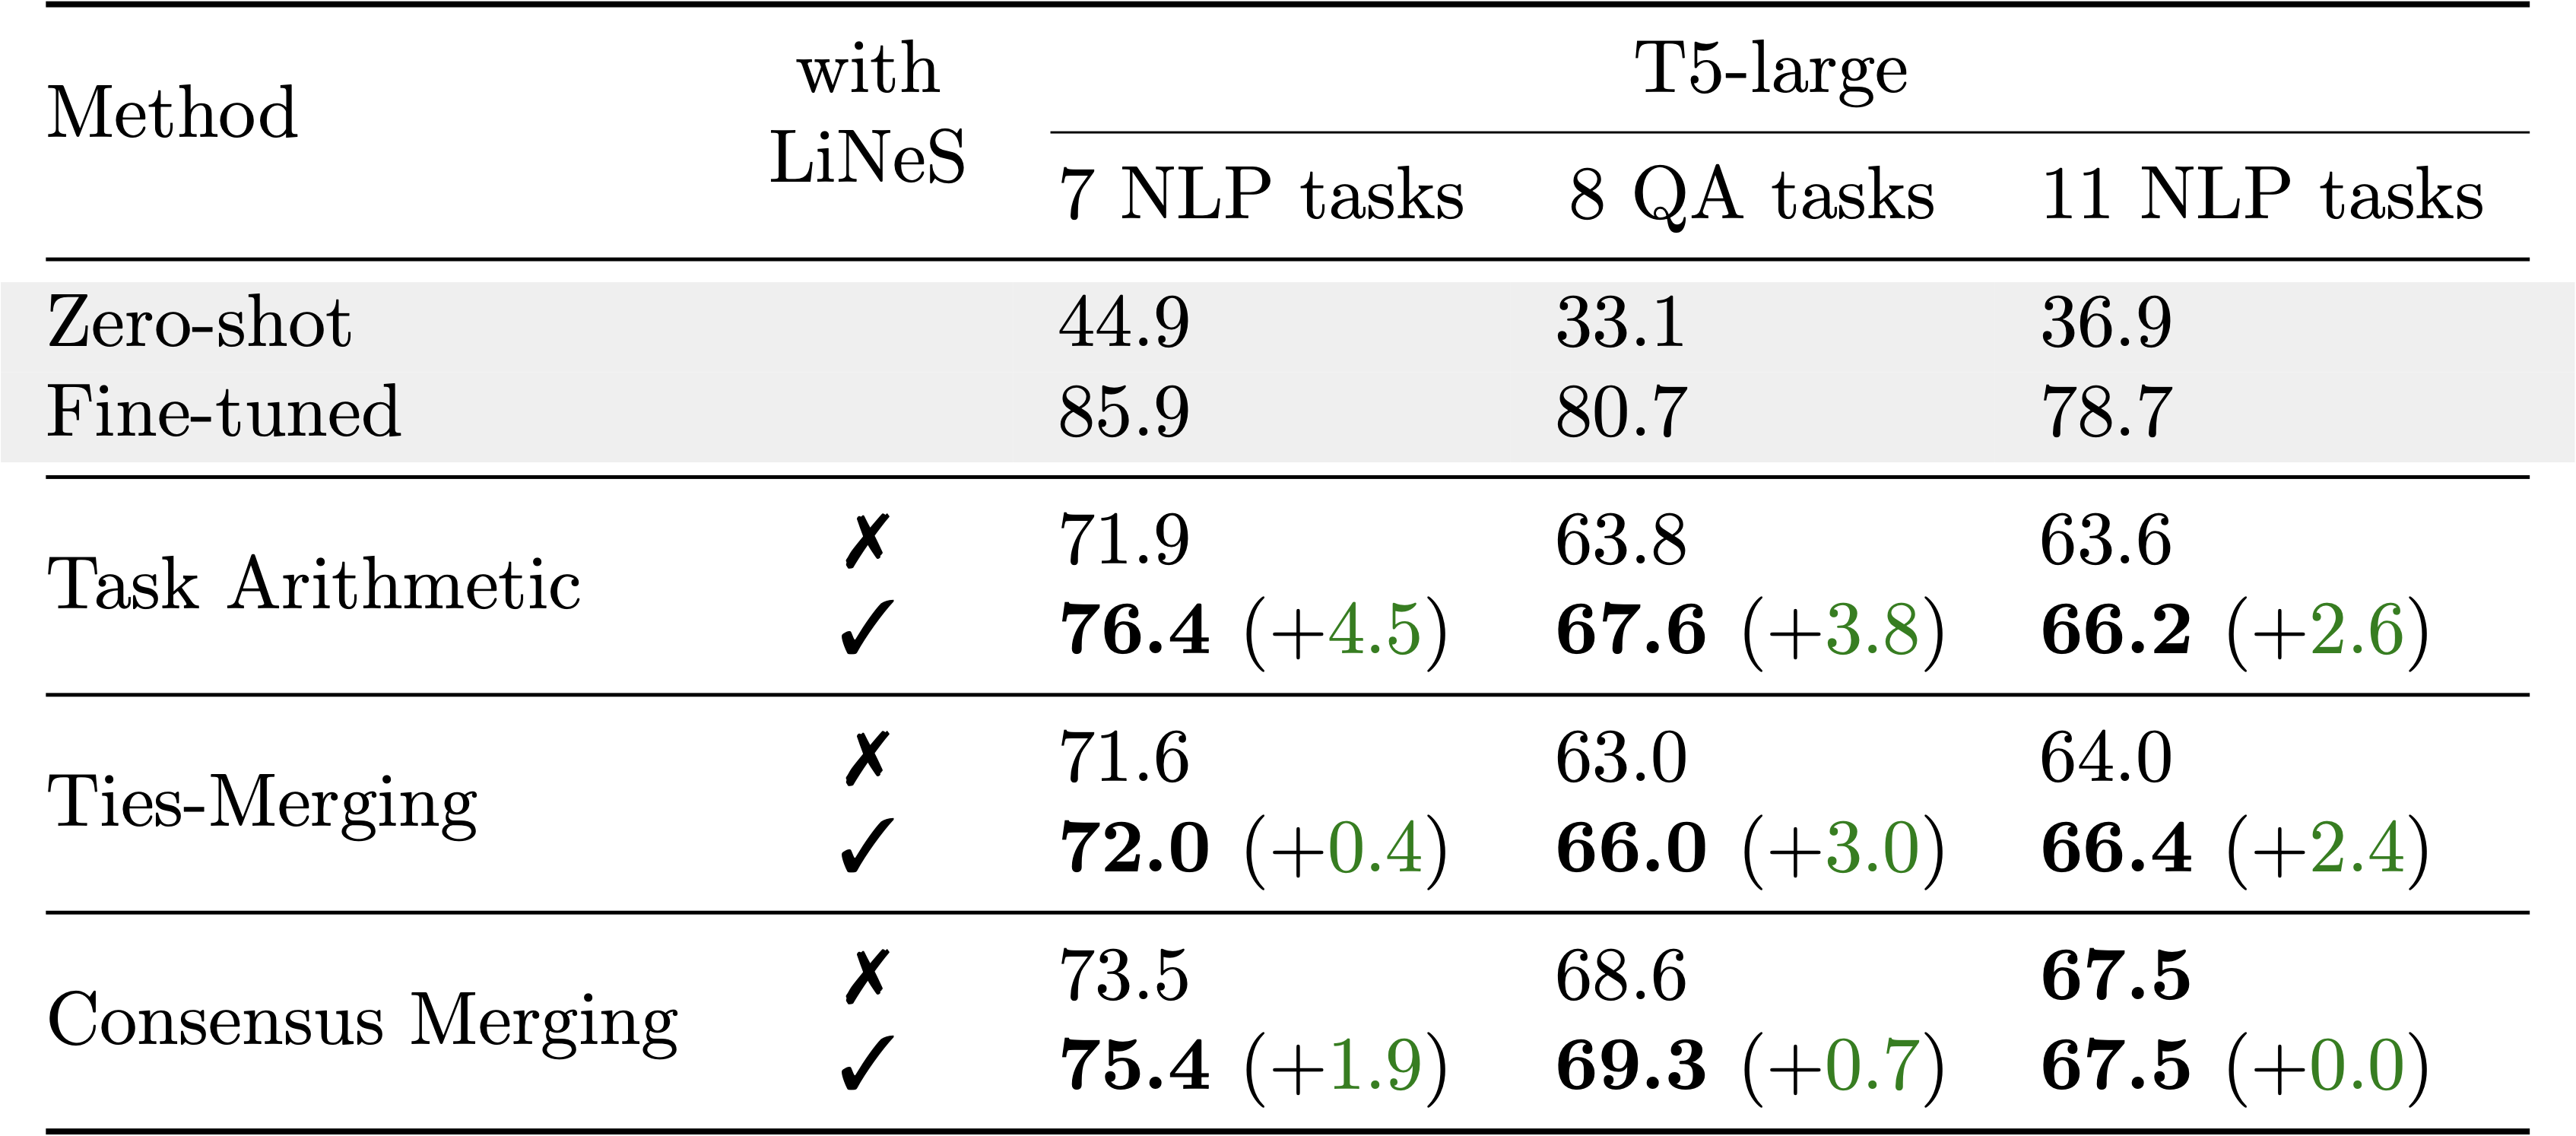 Method with LiNeS T5-large
7 NLP tasks 8 QA tasks 11 NLP tasks
Zero-shot 44.9 33.1 36.9
Fine-tuned 85.9 80.7 78.7
Task Arithmetic ✗ 71.9 63.8 63.6
✓ 76.4 (+4.5) 67.6 (+3.8) 66.2 (+2.6)
Ties-Merging ✗ 71.6 63.0 64.0
✓ 72.0 (+0.4) 66.0 (+3.0) 66.4 (+2.4)
Consensus Merging ✗ 73.5 68.6 67.5
✓ 75.4 (+1.9) 69.3 (+0.7) 67.5 (+0.0)